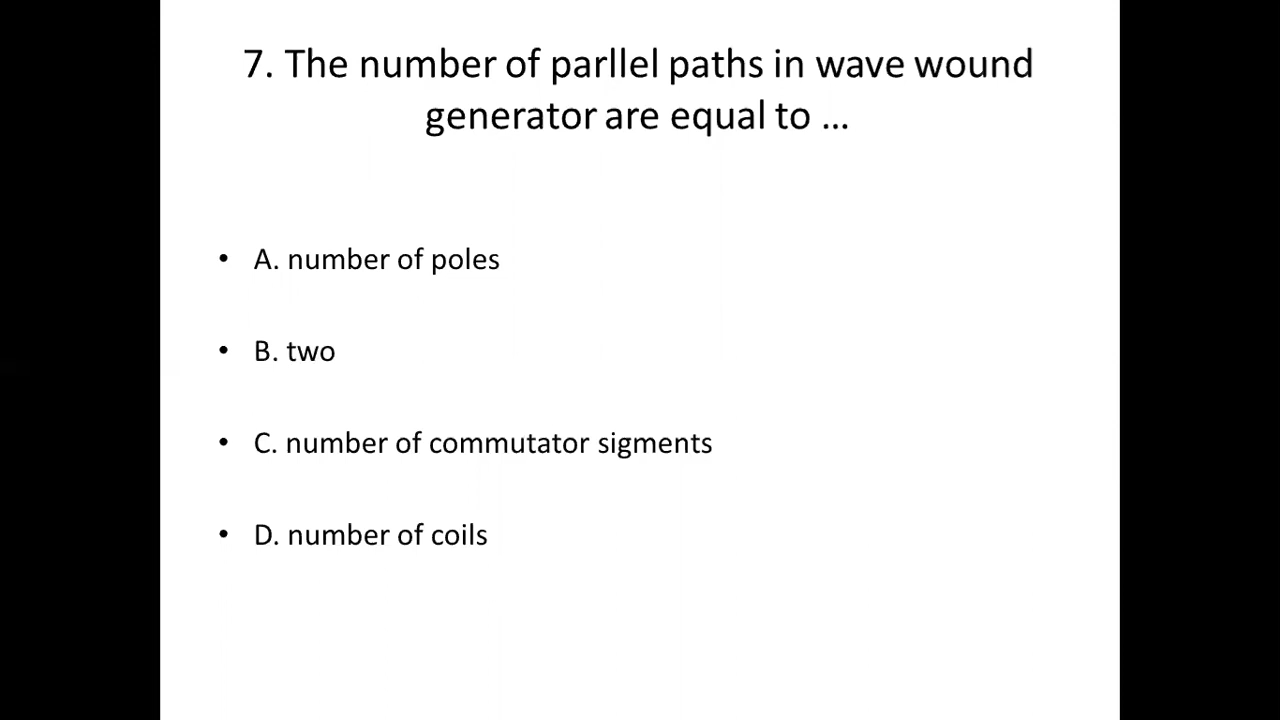 7. The number of parllel paths in wave wound
generator are equal to ...
• A. number of poles
• B. two
• C. number of commutator sigments
• D. number of coils